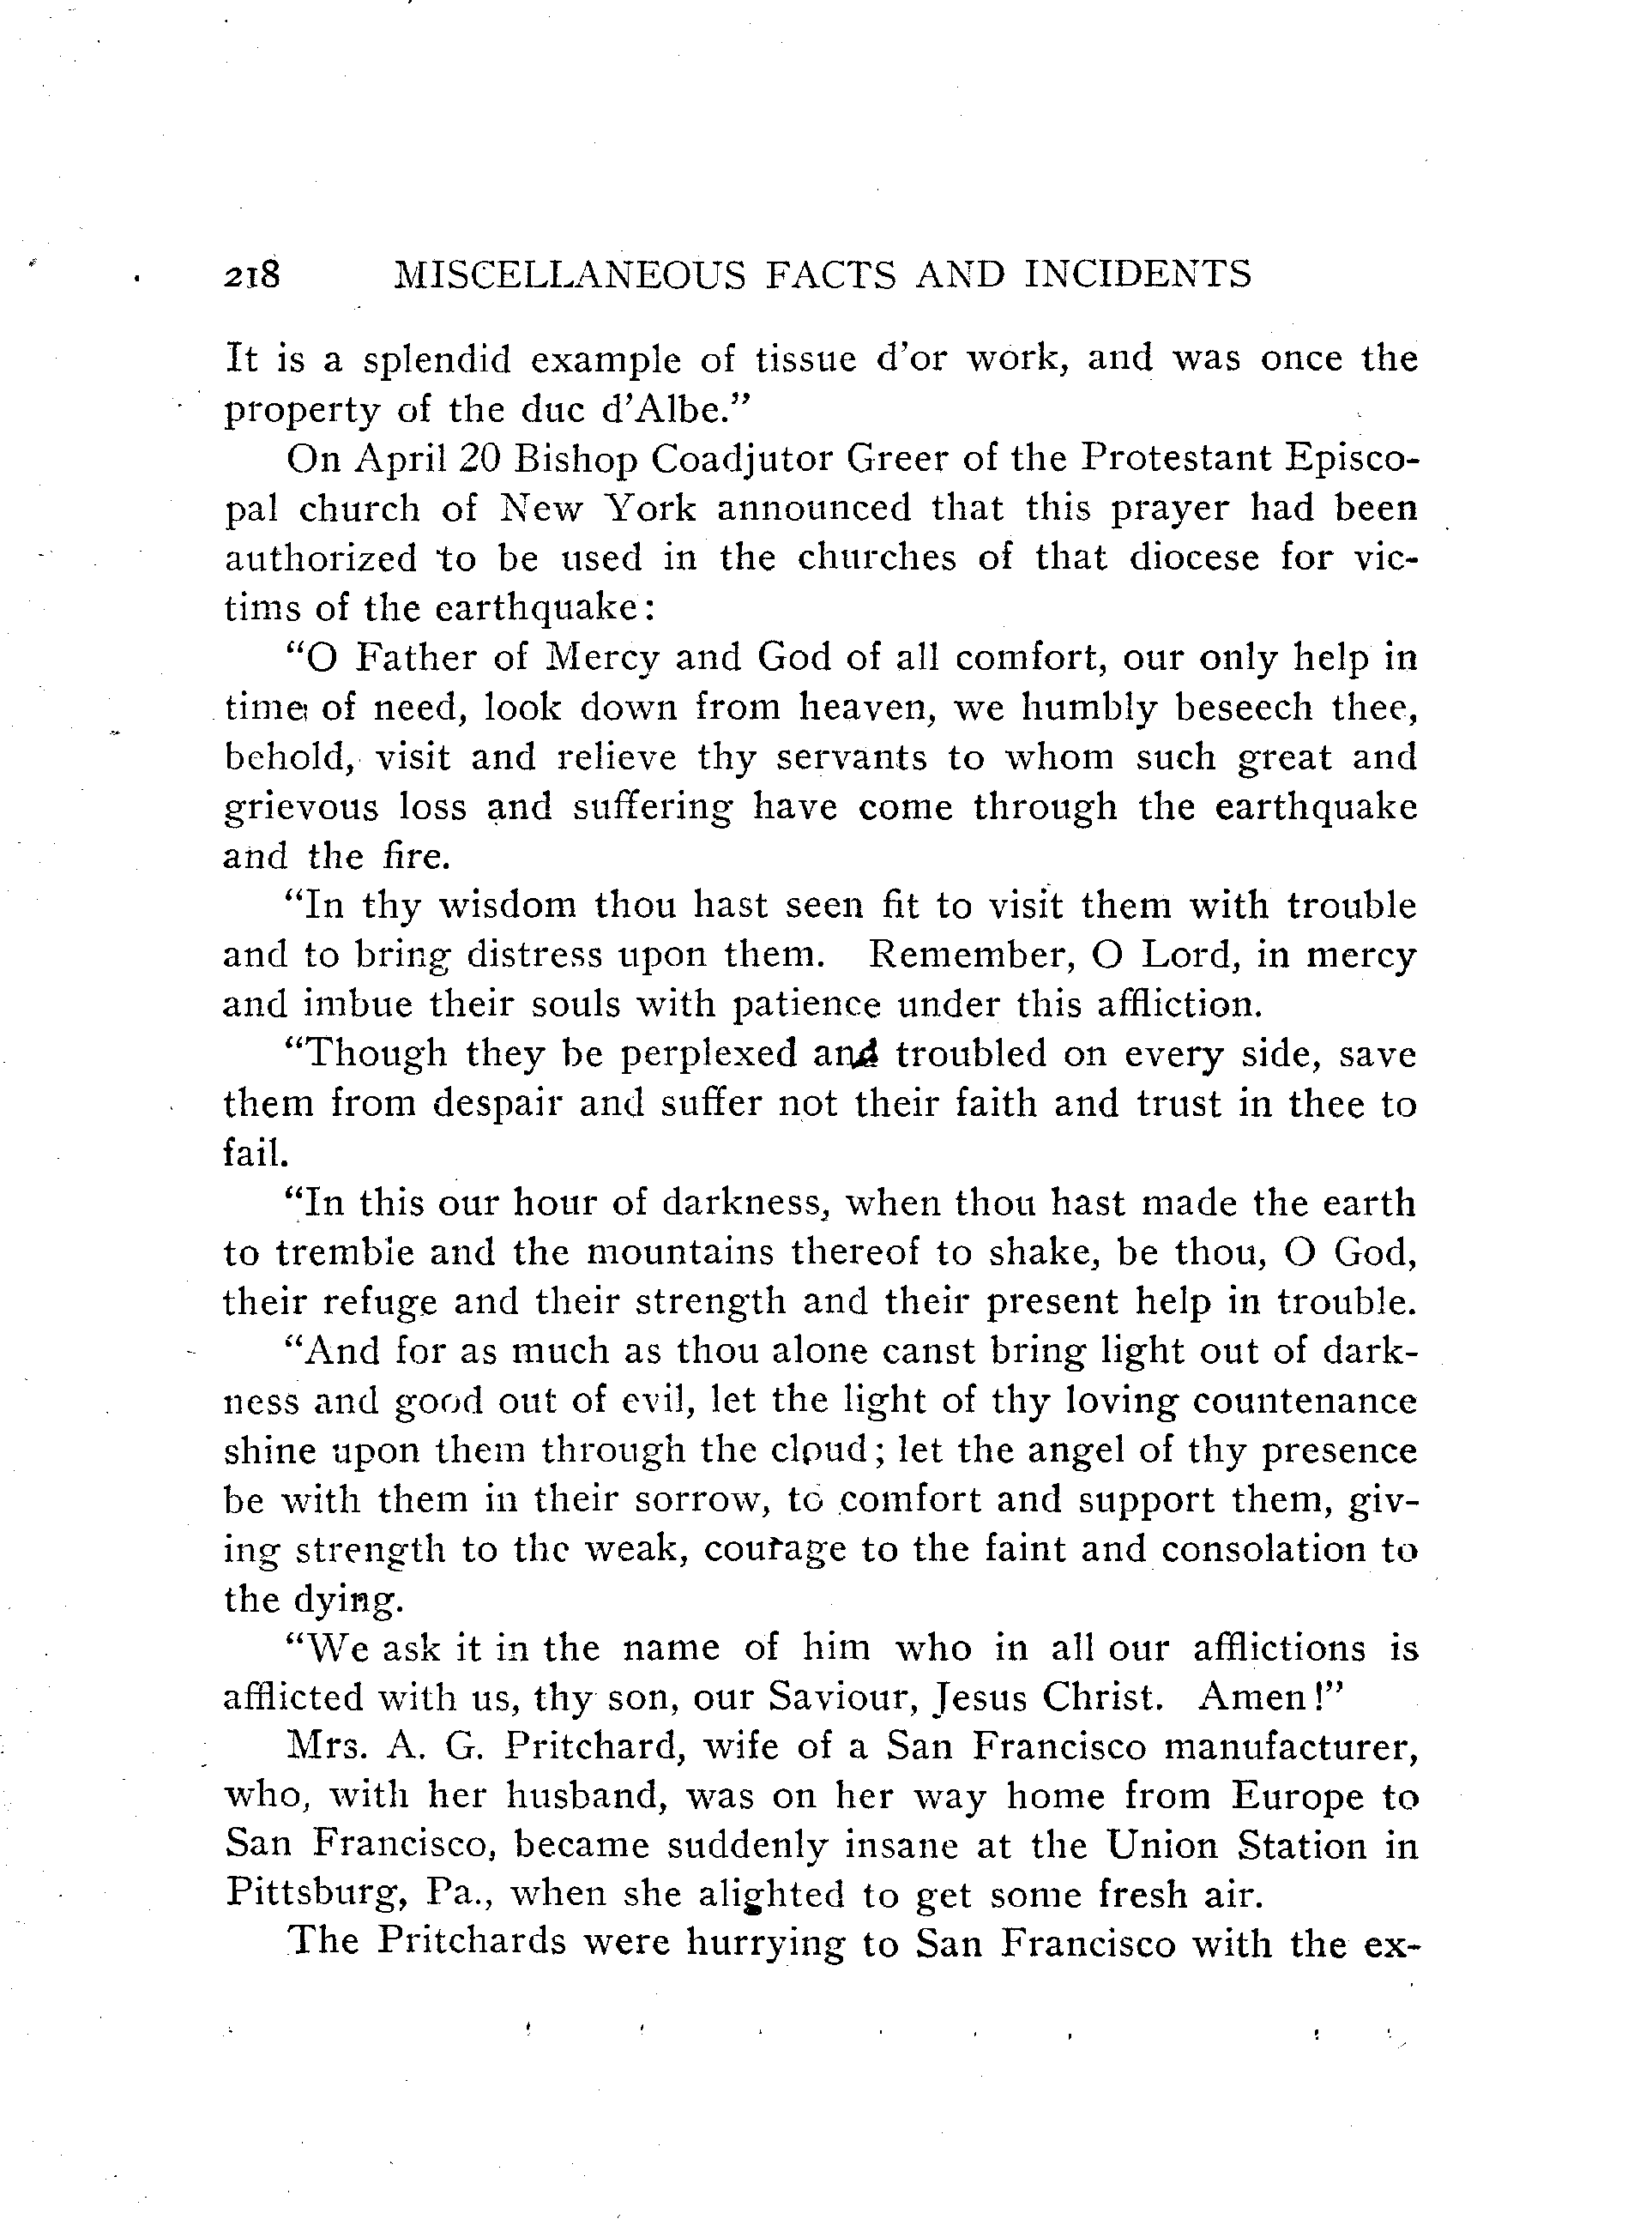 218 MISCELLANEOUS FACTS AND INCIDENTS
It is a splendid example of tissue d'or work, and was once the
property of the duc d'Albe."
On April 20 Bishop Coadjutor Greer of the Protestant Episco-
pal church of New York announced that this prayer had been
authorized to be used in the churches of that diocese for vic-
tims of the earthquake:
"O Father of Mercy and God of all comfort, our only help in
time of need, look down from heaven, we humbly beseech thee,
behold, visit and relieve thy servants to whom such great and
grievous loss and suffering have come through the earthquake
and the fire.
"In thy wisdom thou hast seen fit to visit them with trouble
and to bring distress upon them. Remember, O Lord, in mercy
and imbue their souls with patience under this affliction.
"Though they be perplexed and troubled on every side, save
them from despair and suffer not their faith and trust in thee to
fail.
"In this our hour of darkness, when thou hast made the earth
to tremble and the mountains thereof to shake, be thou, O God,
their refuge and their strength and their present help in trouble.
"And for as much as thou alone canst bring light out of dark-
ness and good out of evil, let the light of thy loving countenance
shine upon them through the cloud; let the angel of thy presence
be with them in their sorrow, to comfort and support them, giv-
ing strength to the weak, courage to the faint and consolation to
the dying.
"We ask it in the name of him who in all our afflictions is
afflicted with us, thy son, our Saviour, Jesus Christ. Amen!"
Mrs. A. G. Pritchard, wife of a San Francisco manufacturer,
who, with her husband, was on her way home from Europe to
San Francisco, became suddenly insane at the Union Station in
Pittsburg, Pa., when she alighted to get some fresh air.
The Pritchards were hurrying to San Francisco with the ex-